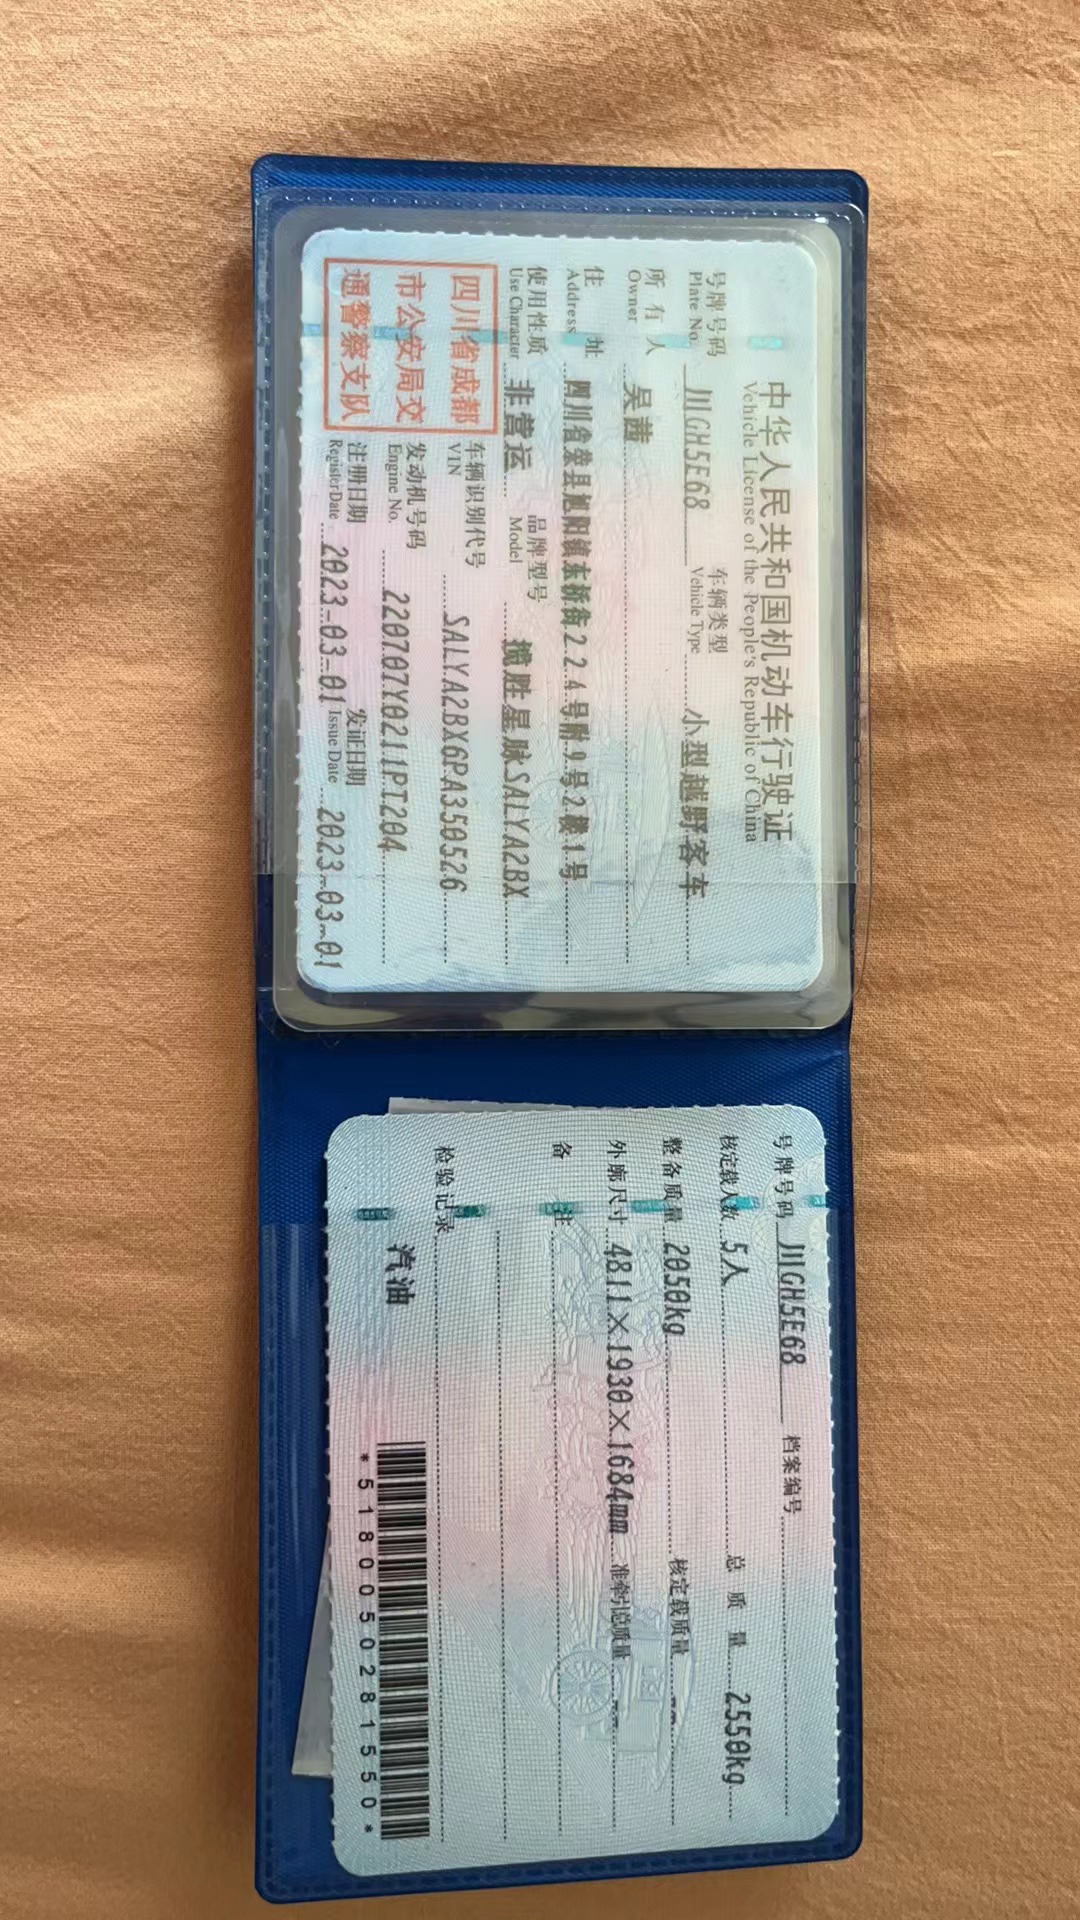 中华人民共和国机动车行驶证
Vehicle License of the People's Republic of China
号牌号码 川GH5E68 车辆类型 小型越野客车
Plate No. Vehicle Type
所有人 吴茜
Owner
住址 四川省荣县旭阳镇东桥街224号附9号2楼1号
Address
使用性质 非营运 品牌型号 揽胜星脉SALYA2BX
Use Character Model
四川省成都
市公安局交
通警察支队
车辆识别代号 SALYA2BX6PA350526
VIN
发动机号码 220707Y0211PT204
Engine No.
注册日期 2023-03-01 发证日期 2023-03-01
Register Date Issue Date
号牌号码 川GH5E68 档案编号
核定载人数 5人 总质量 2550kg
整备质量 2050kg 核定载质量 --
外廓尺寸 4811×1930×1684mm 准牵引总质量 --
备注
检验记录
汽油
*5180050281550*